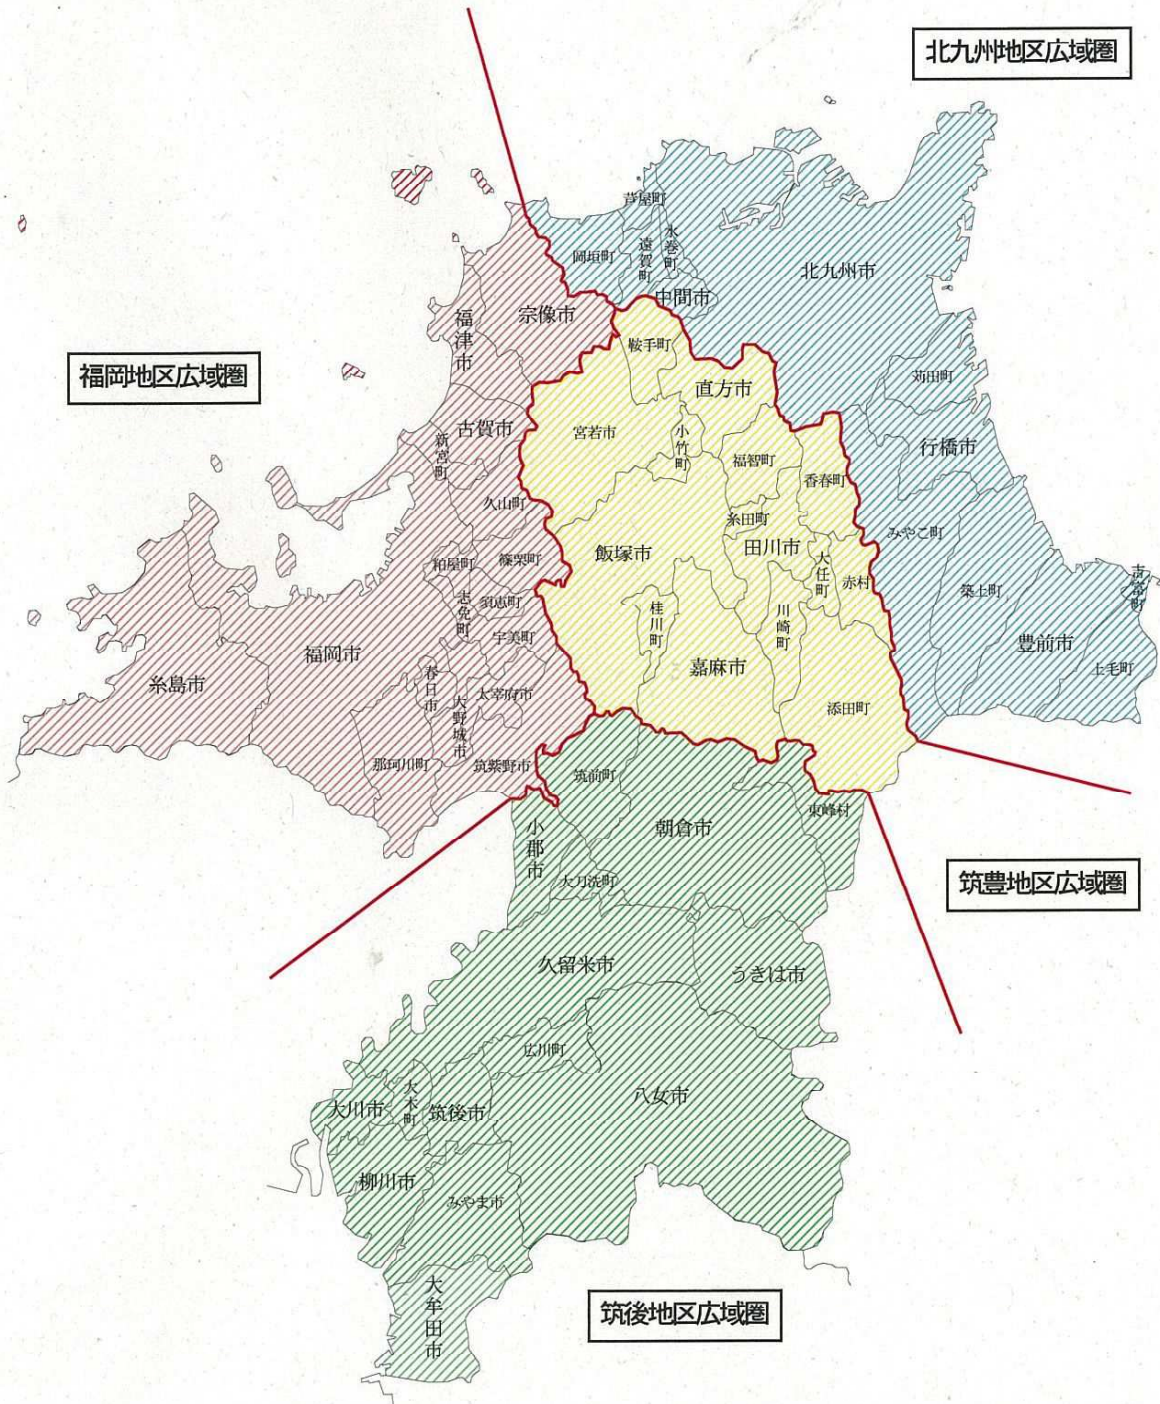 北九州地区広域圏
芦屋町
水巻町
遠賀町
岡垣町
北九州市
中間市
宗像市
福津市
鞍手町
福岡地区広域圏
直方市
苅田町
古賀市
新宮町
宮若市
小竹町
福智町
行橋市
香春町
久山町
糸田町
みやこ町
飯塚市
田川市
篠栗町
粕屋町
大任町
赤村
吉富町
志免町
須恵町
築上町
桂川町
川崎町
宇美町
豊前市
福岡市
嘉麻市
上毛町
糸島市
春日市
太宰府市
大野城市
添田町
那珂川町
筑紫野市
筑前町
東峰村
朝倉市
小郡市
大刀洗町
筑豊地区広域圏
久留米市
うきは市
広川町
八女市
大木町
大川市
筑後市
柳川市
みやま市
大牟田市
筑後地区広域圏